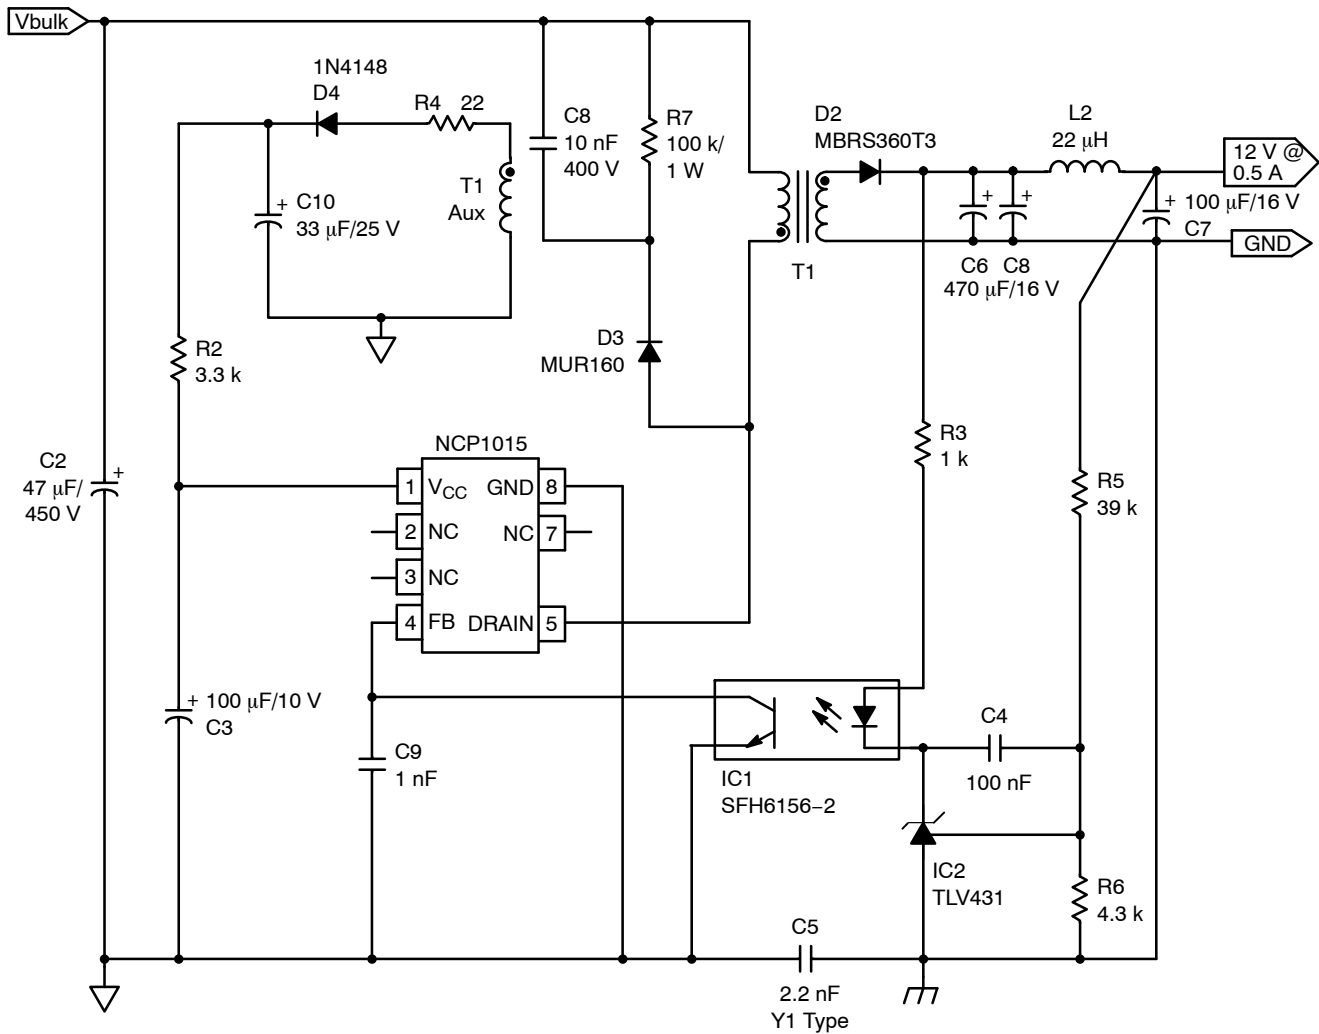 Vbulk
1N4148
D4
R4 22
C8
10 nF
400 V
R7
100 k/
1 W
D2
MBRS360T3
L2
22 μH
12 V @
0.5 A
T1
Aux
+ C10
33 μF/25 V
+ +
+ 100 μF/16 V
C7
GND
C6 C8
470 μF/16 V
T1
R2
3.3 k
D3
MUR160
R3
1 k
NCP1015
C2
47 μF/
450 V
+
1 VCC GND 8
2 NC NC 7
3 NC
4 FB DRAIN 5
R5
39 k
+ 100 μF/10 V
C3
C9
1 nF
IC1
SFH6156−2
C4
100 nF
IC2
TLV431
R6
4.3 k
C5
2.2 nF
Y1 Type